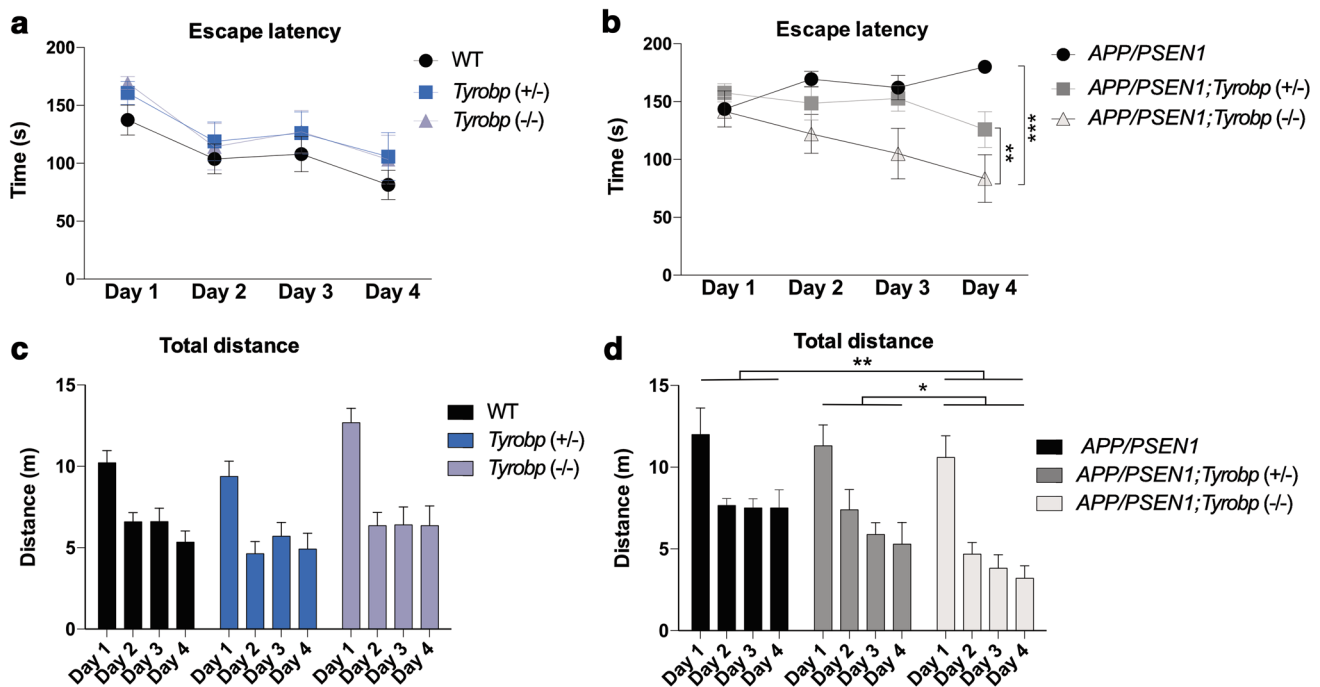 a
Escape latency
200
150
100
50
0
Time (s)
Day 1 Day 2 Day 3 Day 4
WT
Tyrobp (+/-)
Tyrobp (-/-)
b
Escape latency
200
150
100
50
0
Time (s)
Day 1 Day 2 Day 3 Day 4
APP/PSEN1
APP/PSEN1;Tyrobp (+/-)
APP/PSEN1;Tyrobp (-/-)
**
***
c
Total distance
15
10
5
0
Distance (m)
Day 1 Day 2 Day 3 Day 4 Day 1 Day 2 Day 3 Day 4 Day 1 Day 2 Day 3 Day 4
WT
Tyrobp (+/-)
Tyrobp (-/-)
d
Total distance
**
*
15
10
5
0
Distance (m)
Day 1 Day 2 Day 3 Day 4 Day 1 Day 2 Day 3 Day 4 Day 1 Day 2 Day 3 Day 4
APP/PSEN1
APP/PSEN1;Tyrobp (+/-)
APP/PSEN1;Tyrobp (-/-)